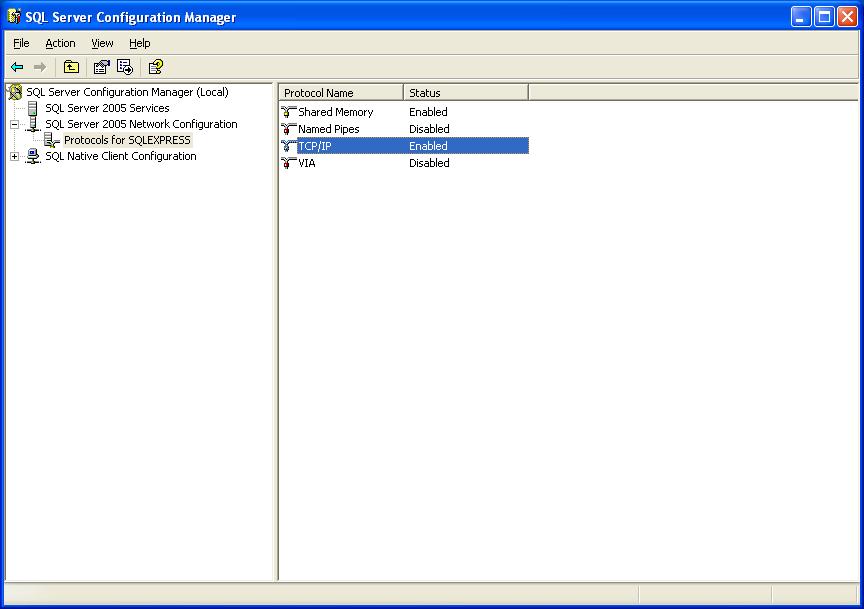 SQL Server Configuration Manager
File Action View Help
SQL Server Configuration Manager (Local)
SQL Server 2005 Services
SQL Server 2005 Network Configuration
Protocols for SQLEXPRESS
SQL Native Client Configuration
Protocol Name Status
Shared Memory Enabled
Named Pipes Disabled
TCP/IP Enabled
VIA Disabled